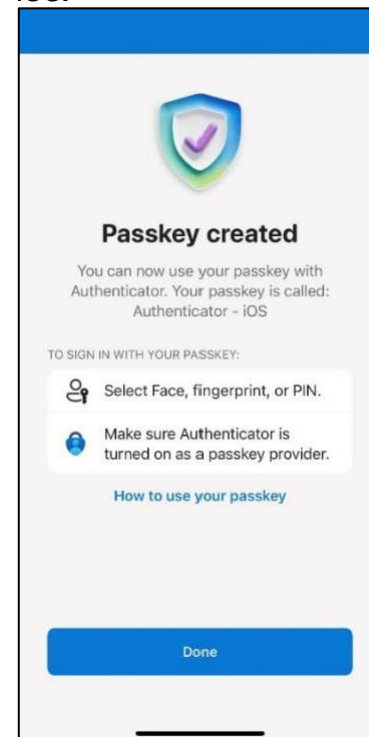 Passkey created
You can now use your passkey with
Authenticator. Your passkey is called:
Authenticator - iOS
TO SIGN IN WITH YOUR PASSKEY:
Select Face, fingerprint, or PIN.
Make sure Authenticator is
turned on as a passkey provider.
How to use your passkey
Done